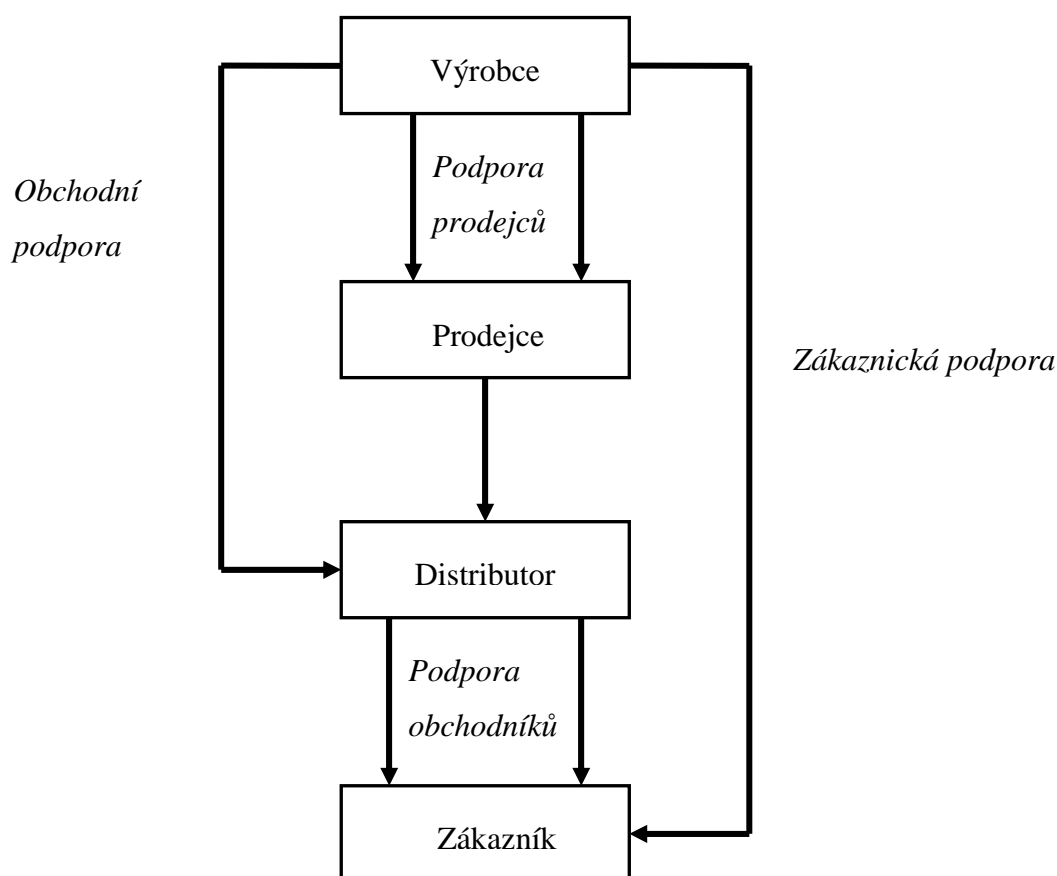 Výrobce
Podpora
prodejců
Obchodní
podpora
Prodejce
Zákaznická podpora
Distributor
Podpora
obchodníků
Zákazník